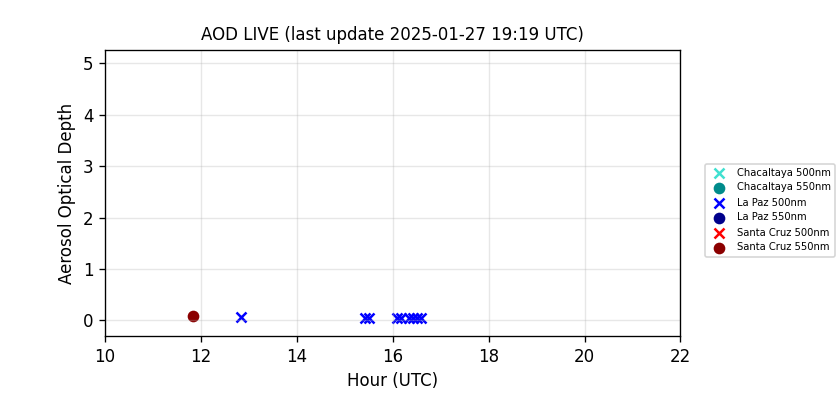 AOD LIVE (last update 2025-01-27 19:19 UTC)
Aerosol Optical Depth
5
4
3
2
1
0
10 12 14 16 18 20 22
Hour (UTC)
Chacaltaya 500nm
Chacaltaya 550nm
La Paz 500nm
La Paz 550nm
Santa Cruz 500nm
Santa Cruz 550nm